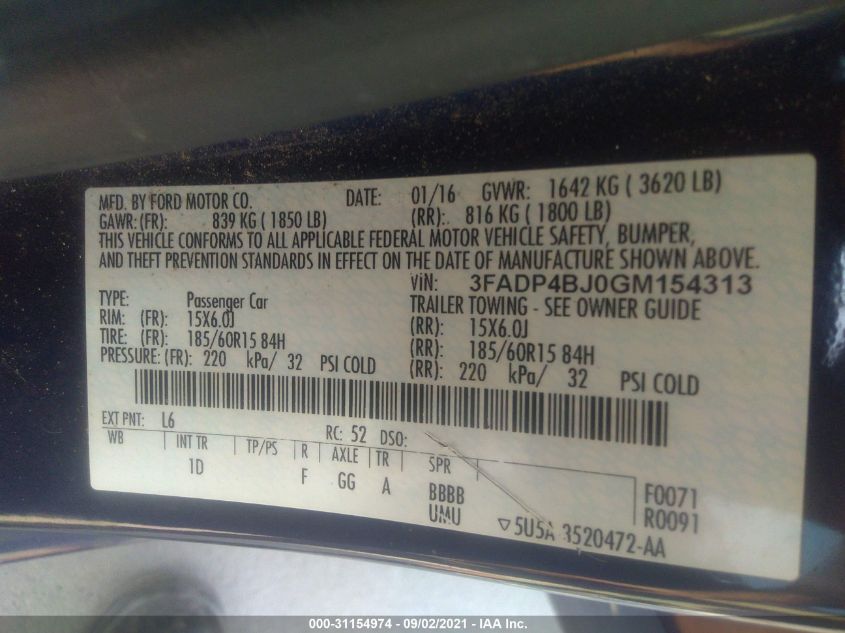 MFD. BY FORD MOTOR CO. DATE: 01/16 GVWR: 1642 KG ( 3620 LB)
GAWR: (FR): 839 KG ( 1850 LB) (RR): 816 KG ( 1800 LB)
THIS VEHICLE CONFORMS TO ALL APPLICABLE FEDERAL MOTOR VEHICLE SAFETY, BUMPER,
AND THEFT PREVENTION STANDARDS IN EFFECT ON THE DATE OF MANUFACTURE SHOWN ABOVE.
VIN: 3FADP4BJ0GM154313
TYPE: Passenger Car TRAILER TOWING - SEE OWNER GUIDE
RIM: (FR): 15X6.0J (RR): 15X6.0J
TIRE: (FR): 185/60R15 84H (RR): 185/60R15 84H
PRESSURE: (FR): 220 kPa/ 32 PSI COLD (RR): 220 kPa/ 32 PSI COLD
EXT PNT: L6 RC: 52 DSO:
WB INT TR TP/PS R AXLE TR SPR
1D F GG A BBBB F0071
UMU R0091
▽5U5A 3520472-AA
000-31154974 - 09/02/2021 - IAA Inc.